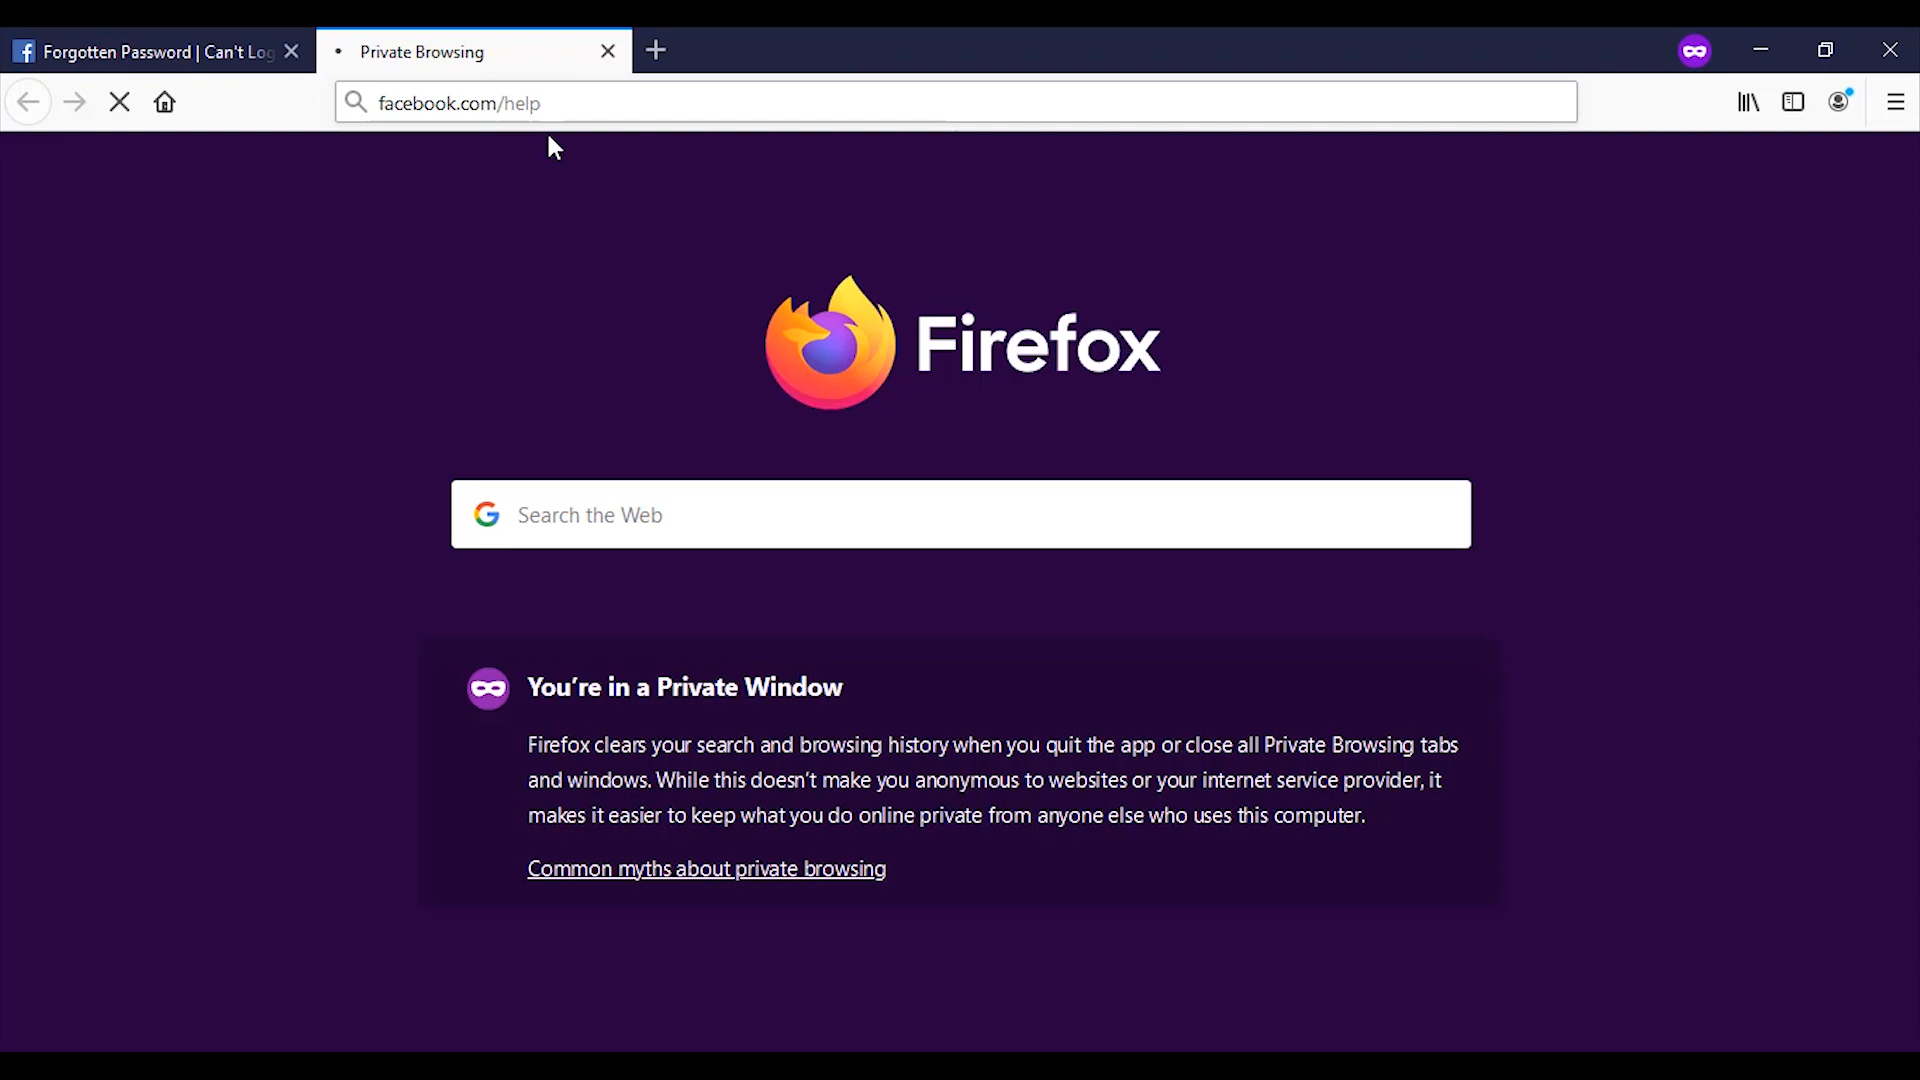 Forgotten Password | Can't Log
Private Browsing
facebook.com/help
Firefox
Search the Web
You're in a Private Window
Firefox clears your search and browsing history when you quit the app or close all Private Browsing tabs
and windows. While this doesn't make you anonymous to websites or your internet service provider, it
makes it easier to keep what you do online private from anyone else who uses this computer.
Common myths about private browsing